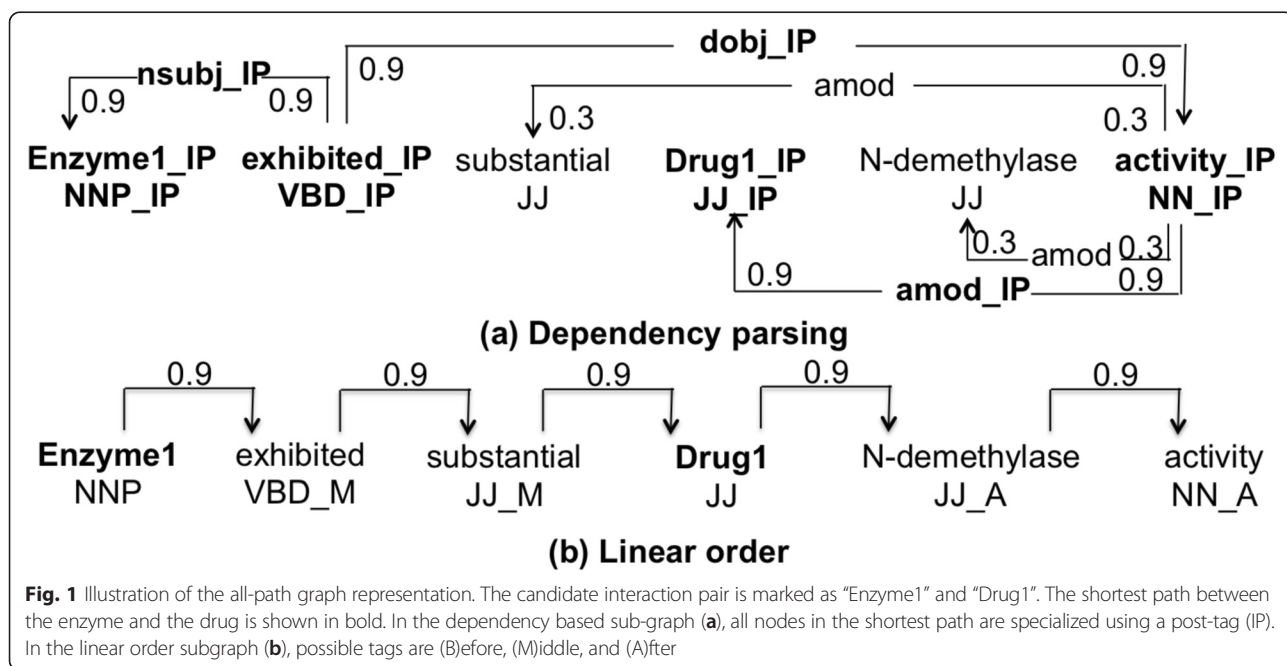 dobj_IP
nsubj_IP 0.9 0.9
amod
0.9 0.9 0.3 0.3
Enzyme1_IP exhibited_IP substantial Drug1_IP N-demethylase activity_IP
NNP_IP VBD_IP JJ JJ_IP JJ NN_IP
0.3 amod 0.3
0.9 amod_IP 0.9
(a) Dependency parsing
0.9 0.9 0.9 0.9 0.9
Enzyme1 exhibited substantial Drug1 N-demethylase activity
NNP VBD_M JJ_M JJ JJ_A NN_A
(b) Linear order
Fig. 1 Illustration of the all-path graph representation. The candidate interaction pair is marked as “Enzyme1” and “Drug1”. The shortest path between
the enzyme and the drug is shown in bold. In the dependency based sub-graph (a), all nodes in the shortest path are specialized using a post-tag (IP).
In the linear order subgraph (b), possible tags are (B)efore, (M)iddle, and (A)fter